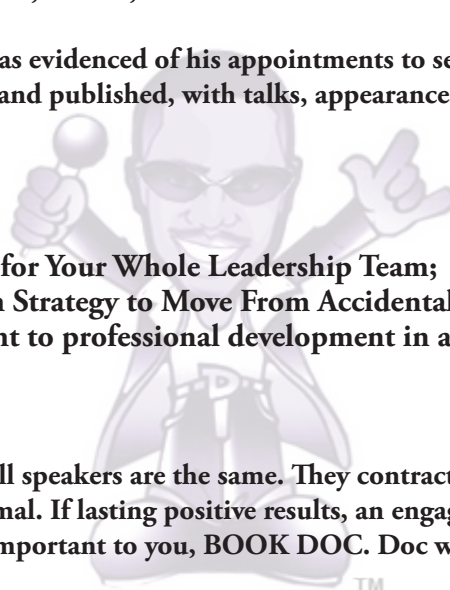 as evidenced of his appointments to se
and published, with talks, appearance
for Your Whole Leadership Team;
n Strategy to Move From Accidental
nt to professional development in a
ll speakers are the same. They contract
mal. If lasting positive results, an engag
mportant to you, BOOK DOC. Doc w
D
TM